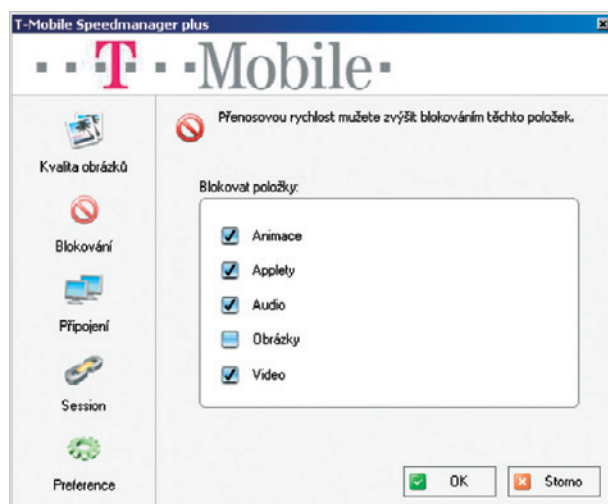 T-Mobile Speedmanager plus
T Mobile
Kvalita obrázků
Blokování
Připojení
Session
Preference
Přenosovou rychlost mužete zvýšit blokováním těchto položek.
Blokovat položky:
Animace
Applety
Audio
Obrázky
Video
OK
Storno